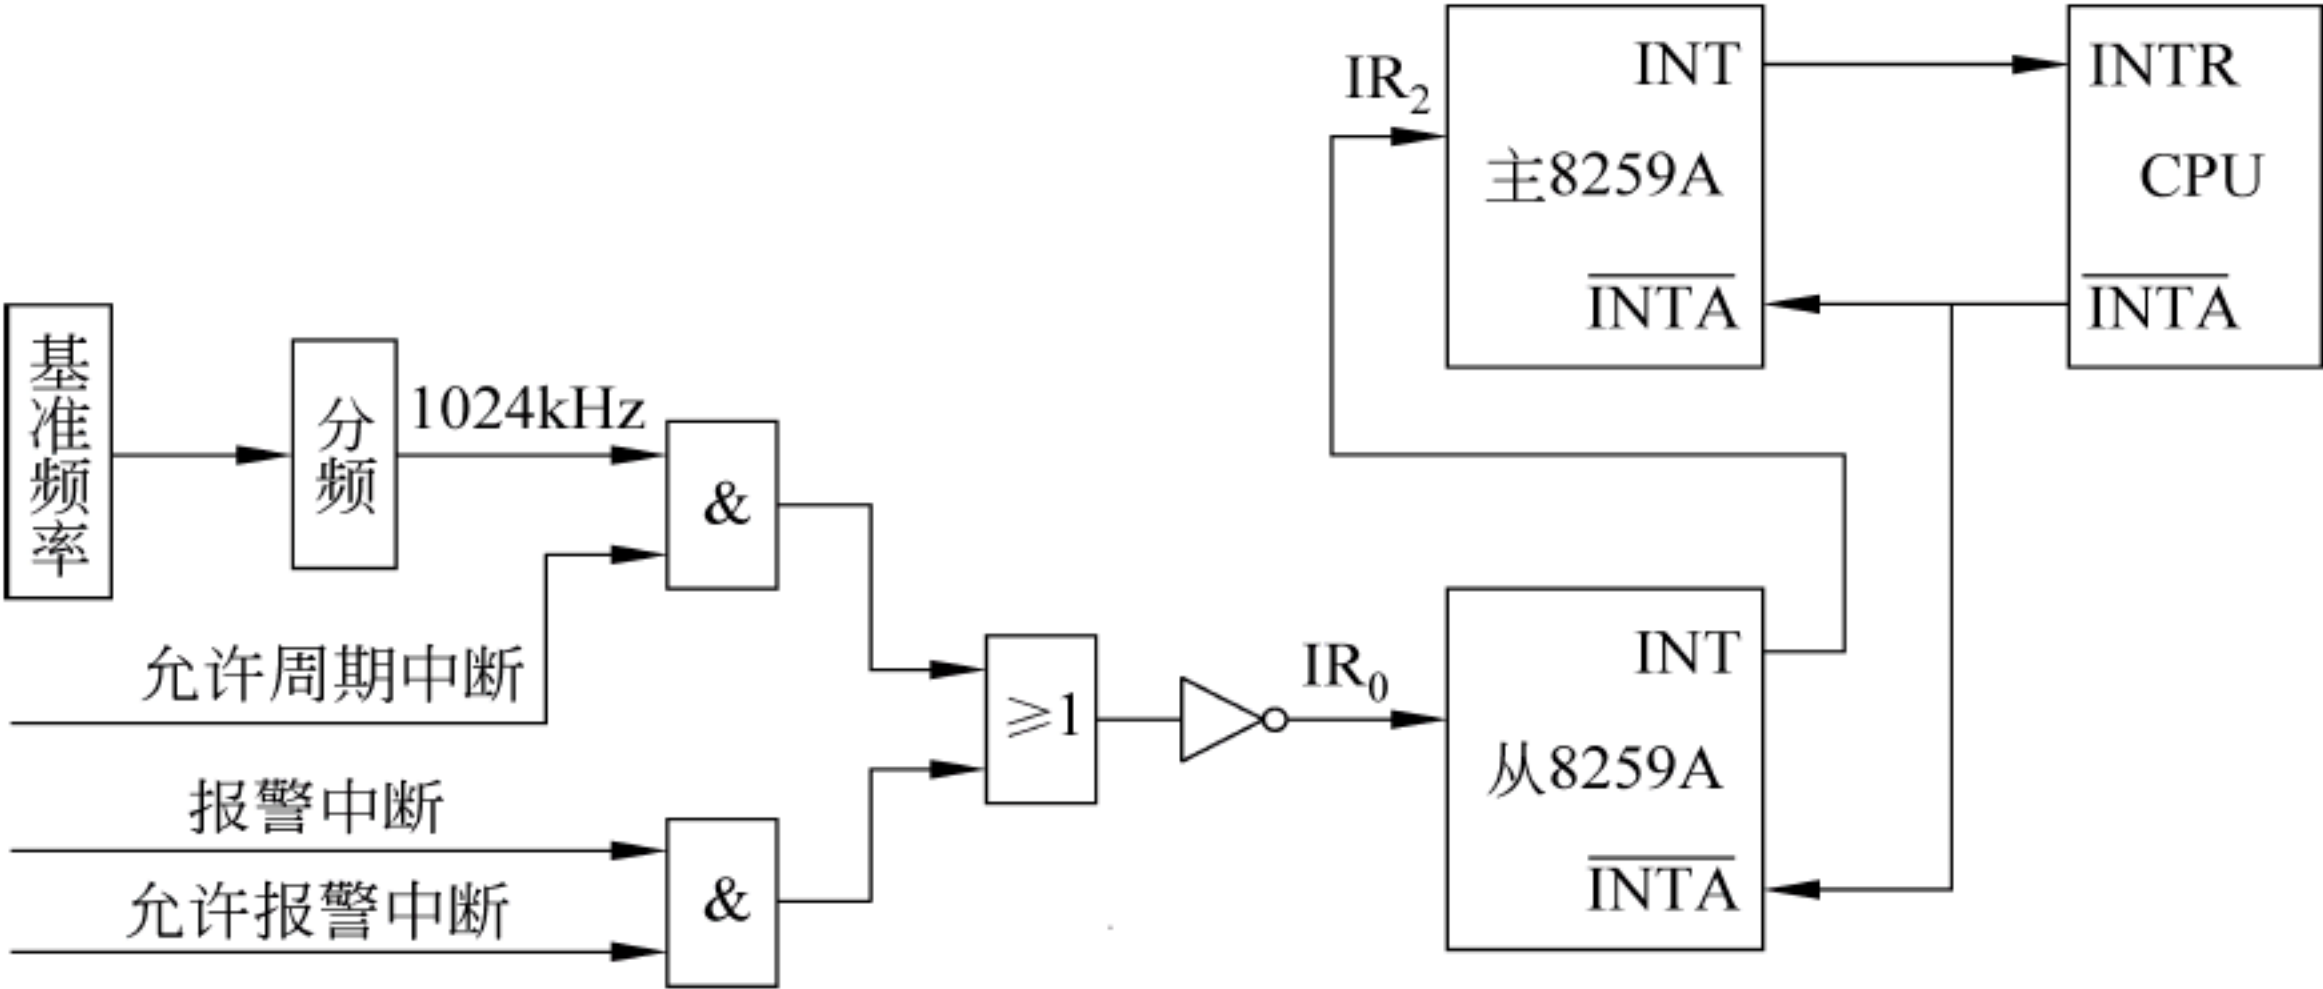 INT
INTR
IR2
主8259A
CPU
INTA
INTA
基准频率
分频
1024kHz
&
允许周期中断
≥1
IR0
INT
从8259A
INTA
报警中断
允许报警中断
&